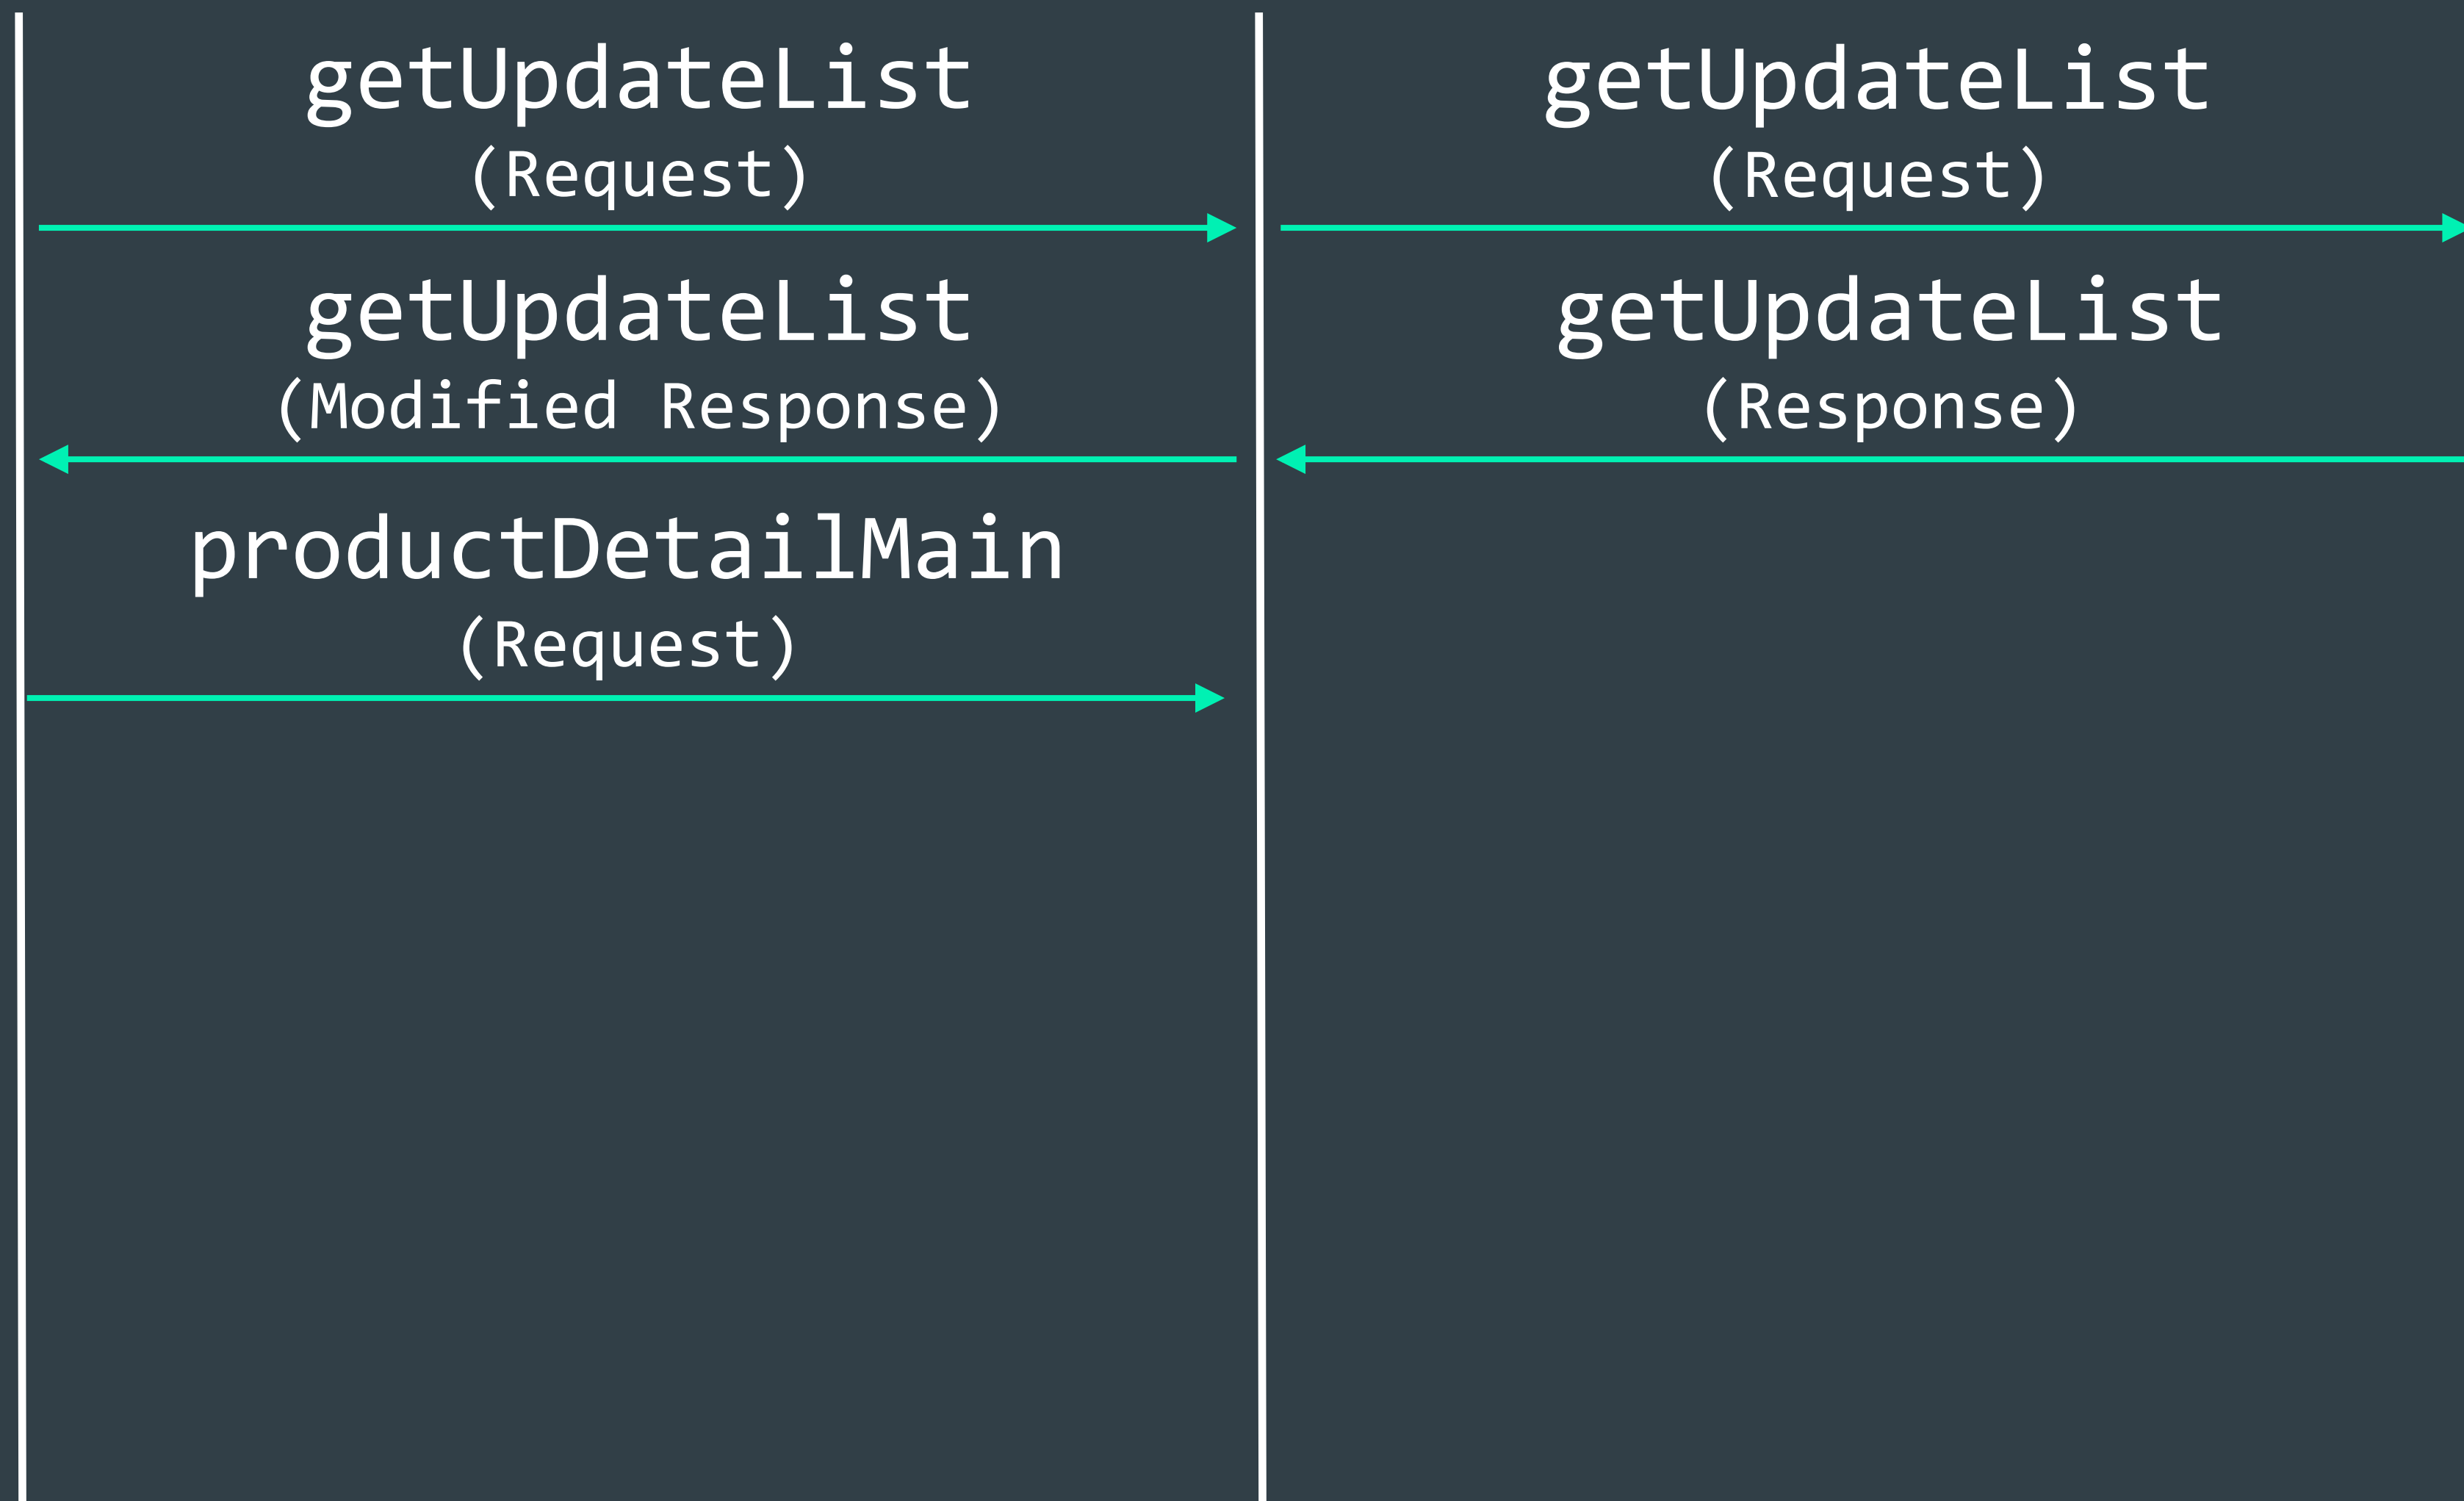 getUpdateList
(Request)
getUpdateList
(Request)
getUpdateList
(Modified Response)
getUpdateList
(Response)
productDetailMain
(Request)